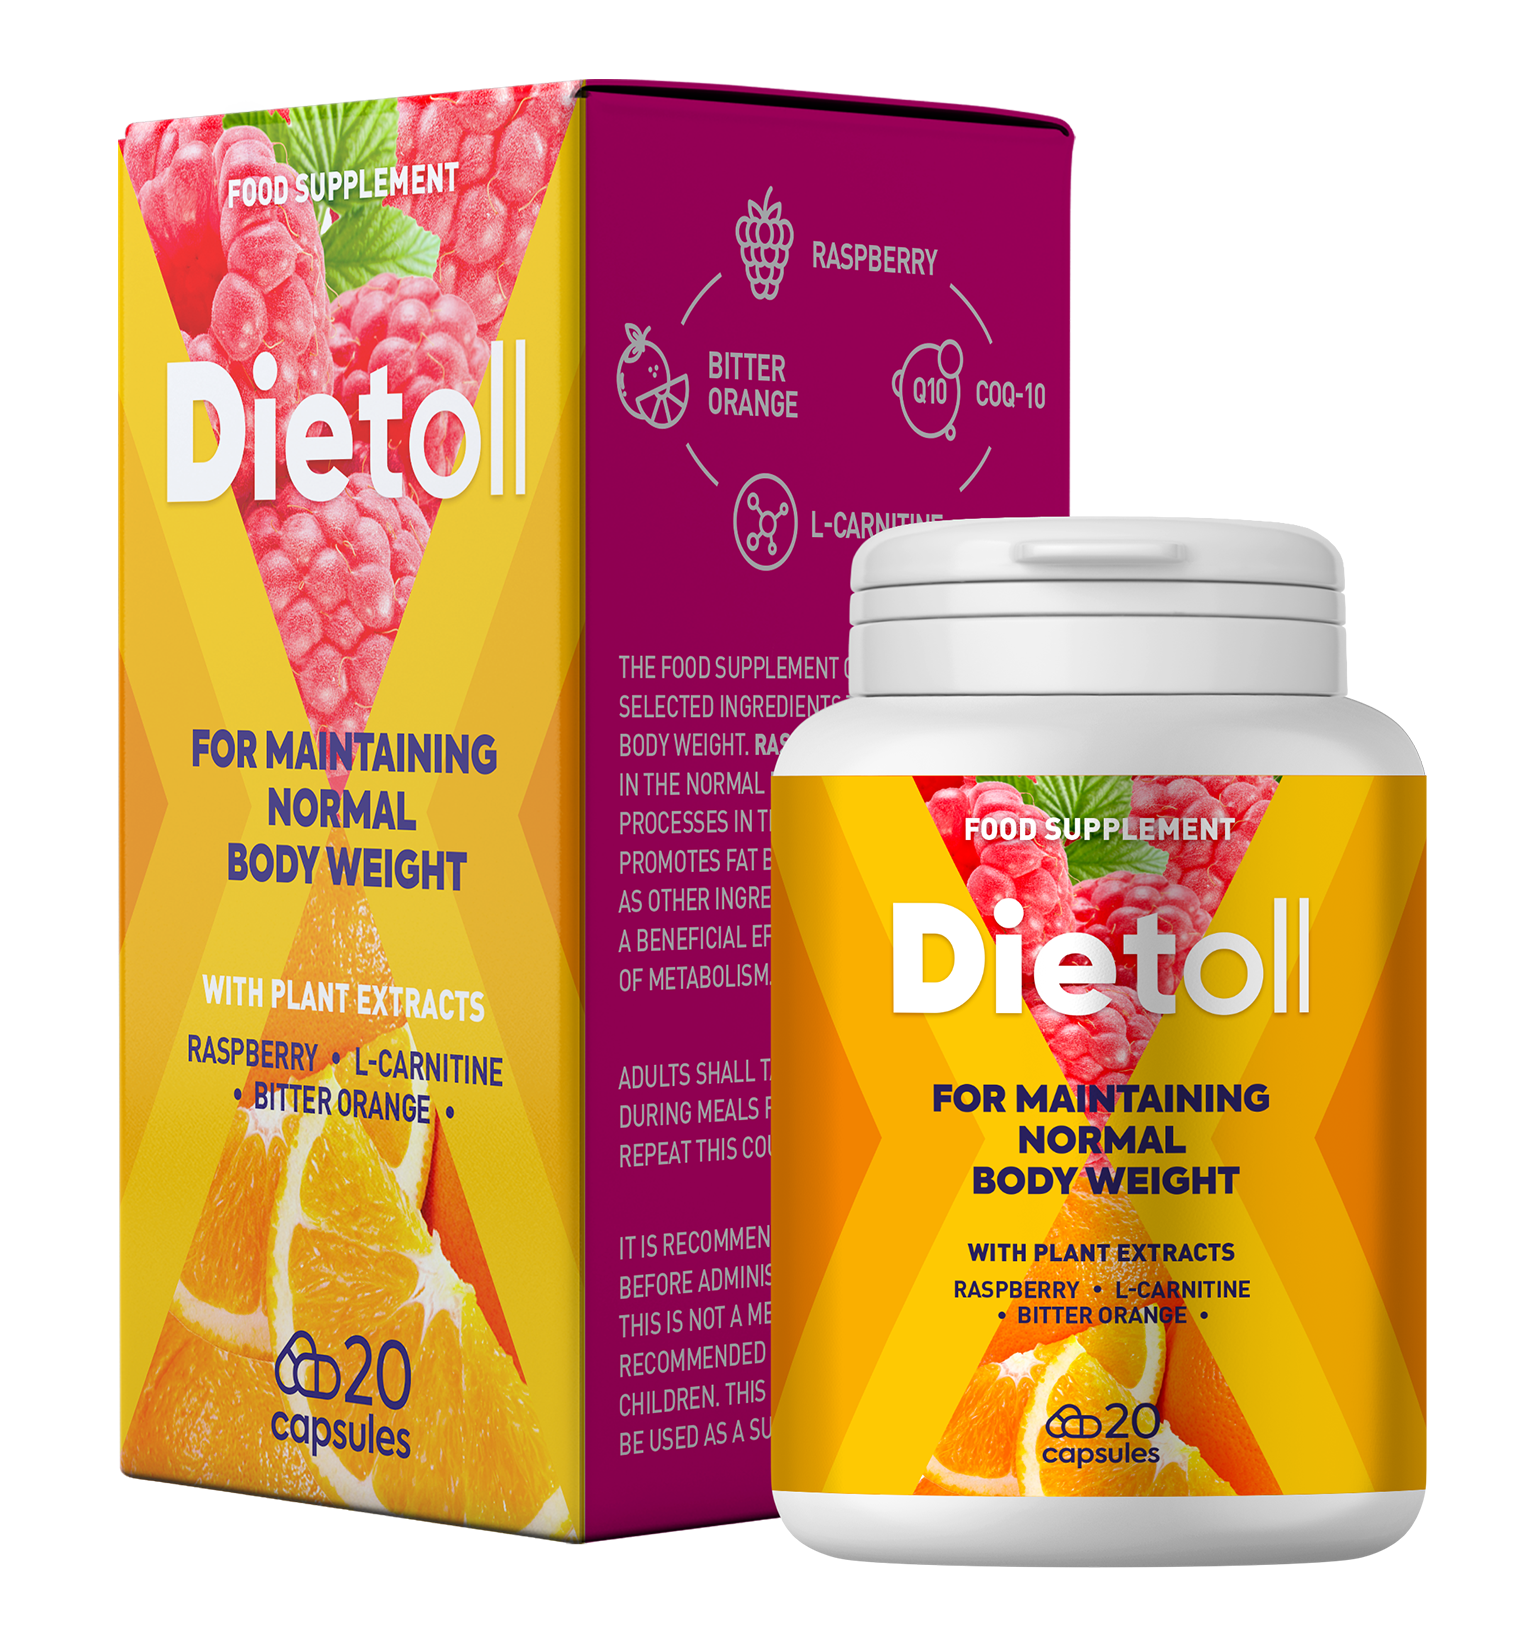 FOOD SUPPLEMENT
Dietoll
FOR MAINTAINING
NORMAL
BODY WEIGHT
WITH PLANT EXTRACTS
RASPBERRY • L-CARNITINE
• BITTER ORANGE •
20
capsules
RASPBERRY
BITTER
ORANGE
Q10
COQ-10
L-CARNITINE
THE FOOD SUPPLEMENT
SELECTED INGREDIENTS
BODY WEIGHT.
IN THE NORMAL
PROCESSES IN
PROMOTES FAT
AS OTHER
A BENEFICIAL
OF METABOLISM.
ADULTS SHALL
DURING MEALS
REPEAT THIS
IT IS
BEFORE
THIS IS NOT A
RECOMMENDED
CHILDREN. THIS
BE USED AS A
FOOD SUPPLEMENT
Dietoll
FOR MAINTAINING
NORMAL
BODY WEIGHT
WITH PLANT EXTRACTS
RASPBERRY • L-CARNITINE
• BITTER ORANGE •
20
capsules